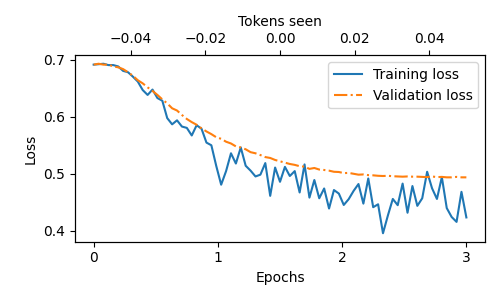 Tokens seen
−0.04 −0.02 0.00 0.02 0.04
0.7
0.6
0.5
0.4
Loss
Training loss
Validation loss
0 1 2 3
Epochs